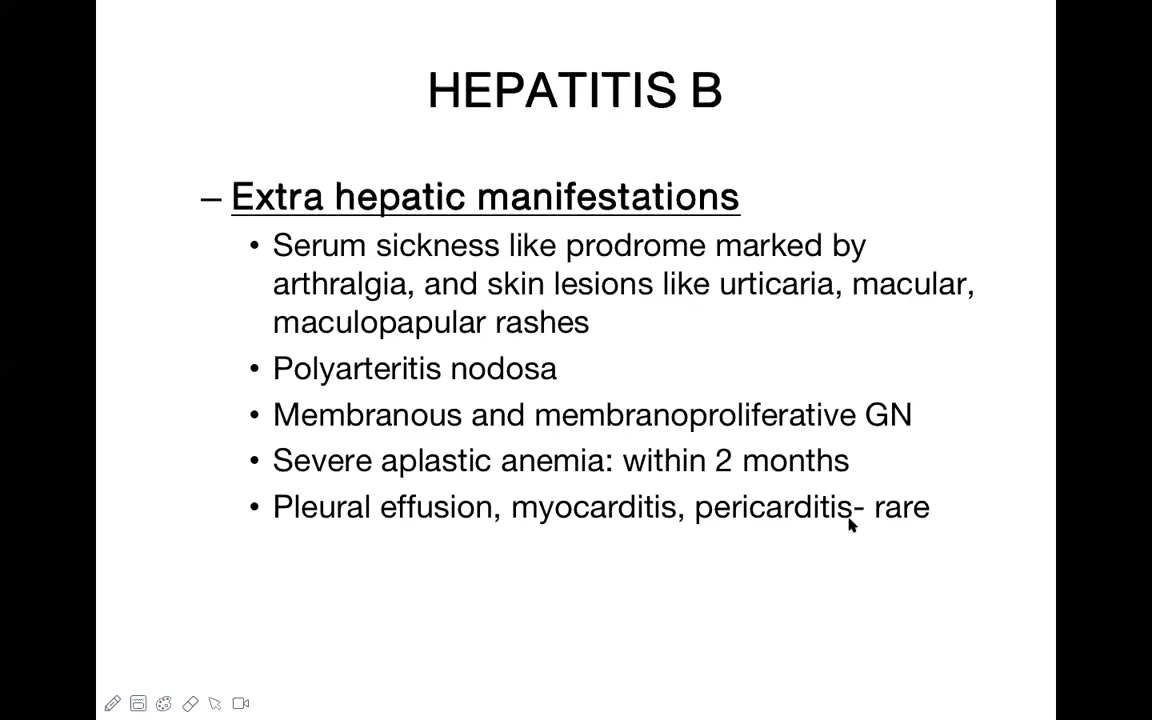 HEPATITIS B
– Extra hepatic manifestations
• Serum sickness like prodrome marked by
arthralgia, and skin lesions like urticaria, macular,
maculopapular rashes
• Polyarteritis nodosa
• Membranous and membranoproliferative GN
• Severe aplastic anemia: within 2 months
• Pleural effusion, myocarditis, pericarditis- rare